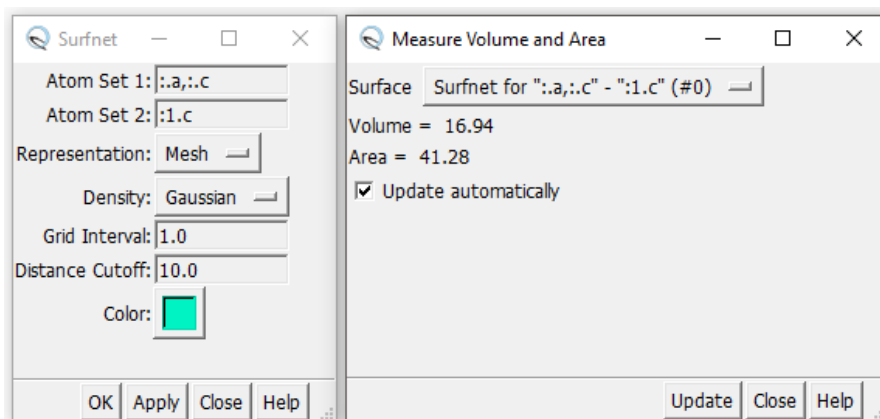 Surfnet
Atom Set 1: :.a,:.c
Atom Set 2: :1.c
Representation: Mesh
Density: Gaussian
Grid Interval: 1.0
Distance Cutoff: 10.0
Color:
OK Apply Close Help
Measure Volume and Area
Surface Surfnet for ":.a,:.c" - ":1.c" (#0)
Volume = 16.94
Area = 41.28
Update automatically
Update Close Help